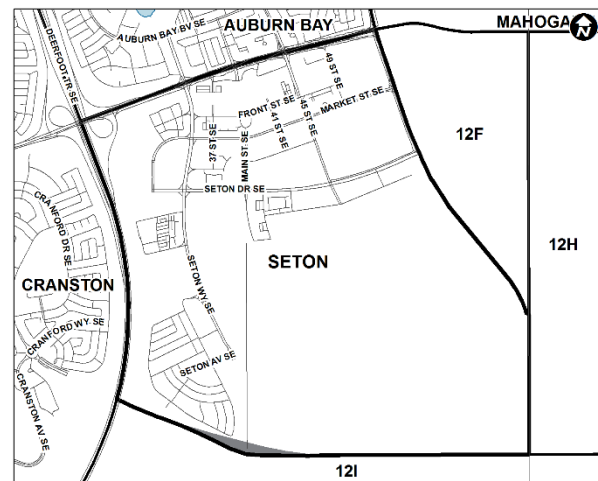 MAHOGA
N
AUBURN BAY
AUBURN BAY BV SE
DEERFOOT TR SE
49 ST SE
FRONT ST SE
MARKET ST SE
45 ST SE
41 ST SE
37 ST SE
MAIN ST SE
12F
SETON DR SE
CRANFORD DR SE
12H
SETON
CRANSTON
SETON WY SE
CRANFORD WY SE
SETON AV SE
CRANSTON AV SE
12I